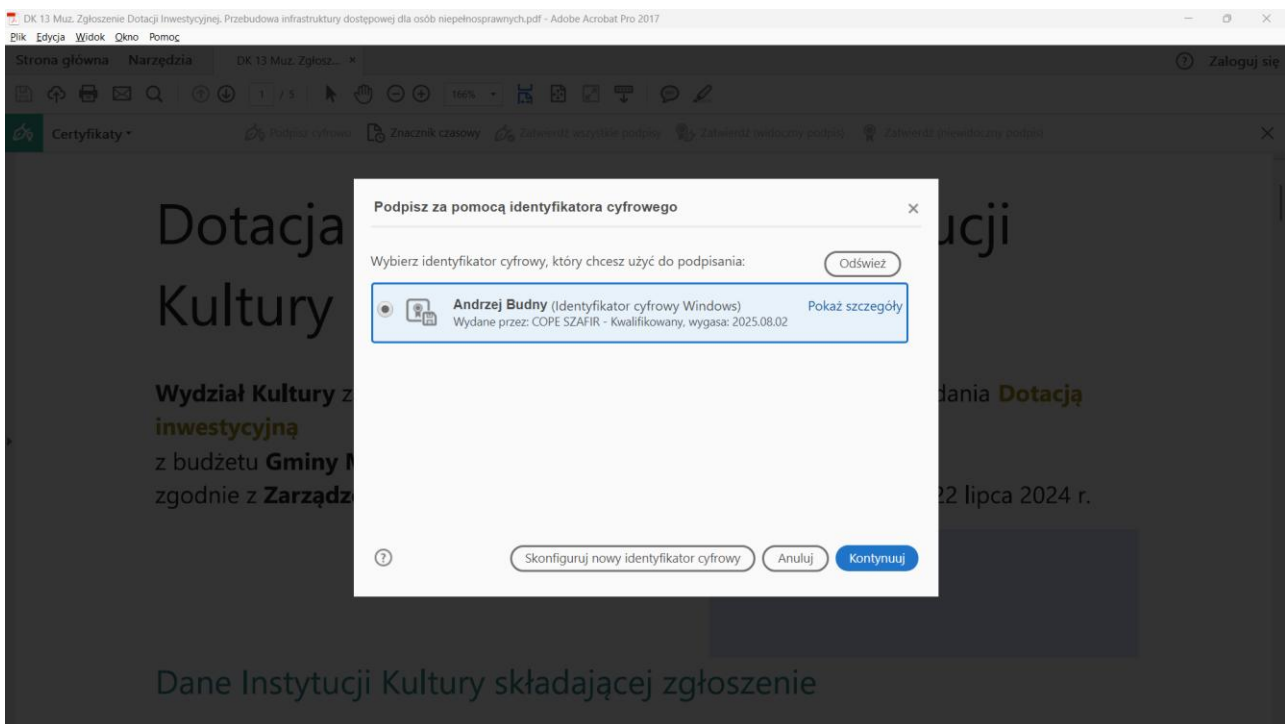 DK 13 Muz. Zgłoszenie Dotacji Inwestycyjnej. Przebudowa infrastruktury dostępowej dla osób niepełnosprawnych.pdf - Adobe Acrobat Pro 2017
Plik Edycja Widok Okno Pomoc
Strona główna Narzędzia DK 13 Muz. Zgłosz... × Zaloguj się
1 / 5 166%
Certyfikaty Podpisz cyfrowo Znacznik czasowy Zatwierdź wszystkie podpisy Zatwierdź (widoczny podpis) Zatwierdź (niewidoczny podpis)
Podpisz za pomocą identyfikatora cyfrowego
Dotacja ucji
Wybierz identyfikator cyfrowy, który chcesz użyć do podpisania: Odśwież
Kultury
Andrzej Budny (Identyfikator cyfrowy Windows) Pokaż szczegóły
Wydane przez: COPE SZAFIR - Kwalifikowany, wygasa: 2025.08.02
Wydział Kultury z dania Dotacją
inwestycyjną
z budżetu Gminy
zgodnie z Zarządz 22 lipca 2024 r.
Skonfiguruj nowy identyfikator cyfrowy Anuluj Kontynuuj
Dane Instytucji Kultury składającej zgłoszenie